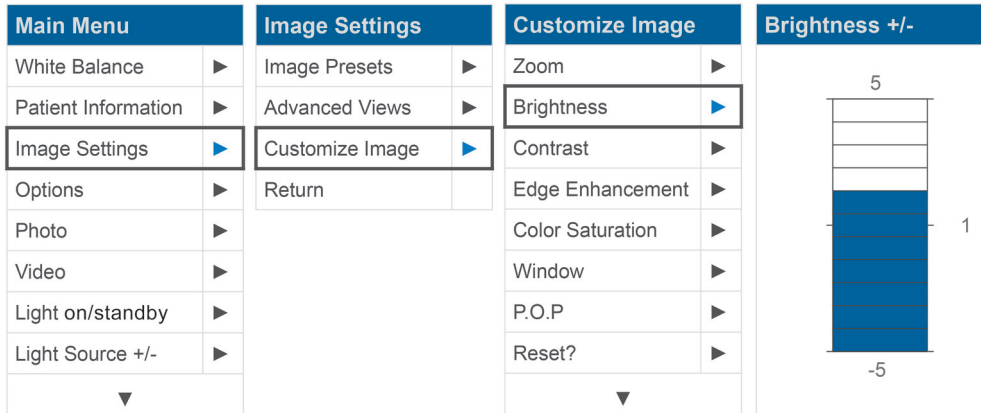 Main Menu
White Balance ▶
Patient Information ▶
Image Settings ▶
Options ▶
Photo ▶
Video ▶
Light on/standby ▶
Light Source +/- ▶
▼
Image Settings
Image Presets ▶
Advanced Views ▶
Customize Image ▶
Return
Customize Image
Zoom ▶
Brightness ▶
Contrast ▶
Edge Enhancement ▶
Color Saturation ▶
Window ▶
P.O.P ▶
Reset? ▶
▼
Brightness +/-
5
1
-5